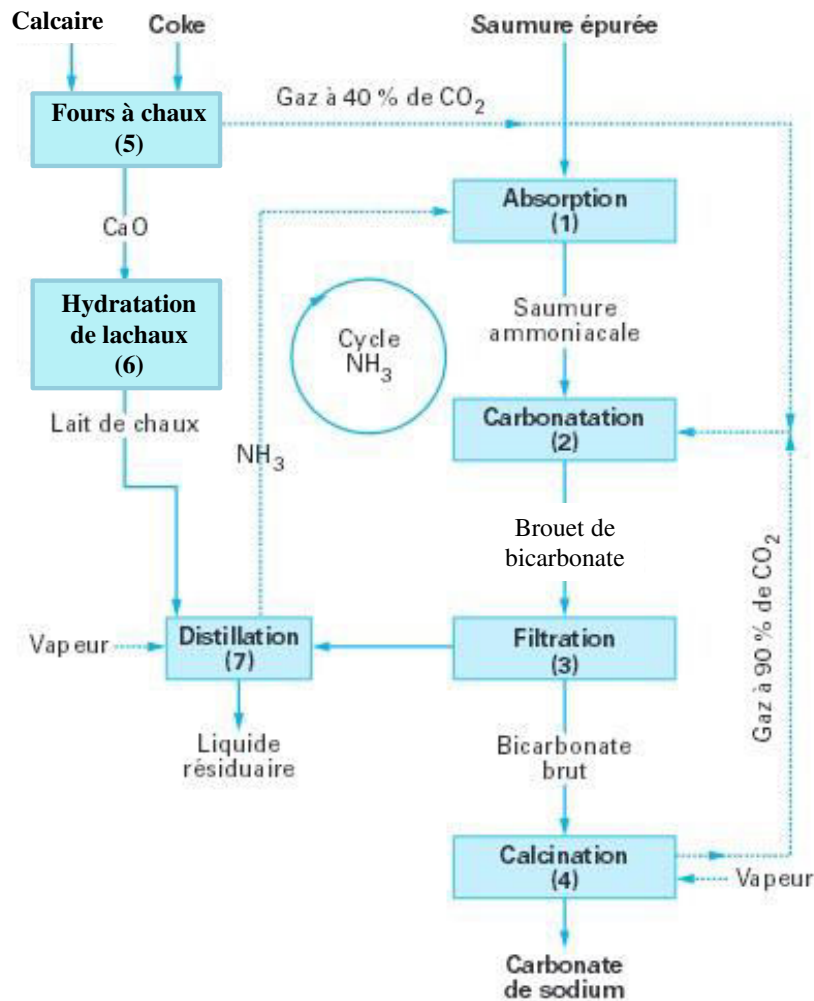 Calcaire
Coke
Saumure épurée
Gaz à 40 % de CO₂
Fours à chaux
(5)
Absorption
(1)
CaO
Hydratation
de lachaux
(6)
Cycle
NH₃
Saumure
ammoniacale
Lait de chaux
NH₃
Carbonatation
(2)
Brouet de
bicarbonate
Gaz à 90 % de CO₂
Vapeur
Distillation
(7)
Filtration
(3)
Liquide
résiduaire
Bicarbonate
brut
Calcination
(4)
Vapeur
Carbonate
de sodium